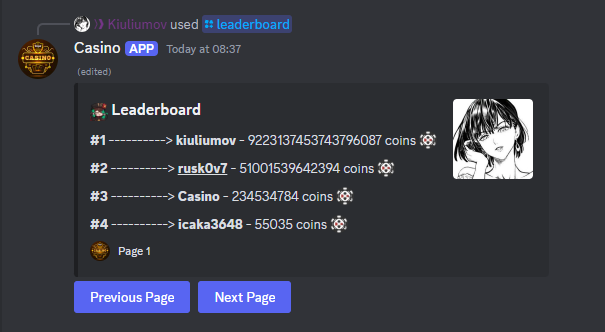 Kiuliumov used leaderboard
Casino APP Today at 08:37
CASINO
(edited)
Leaderboard
#1 ----------> kiuliumov - 9223137453743796087 coins
#2 ----------> rusk0v7 - 51001539642394 coins
#3 ----------> Casino - 234534784 coins
#4 ----------> icaka3648 - 55035 coins
Page 1
Previous Page Next Page